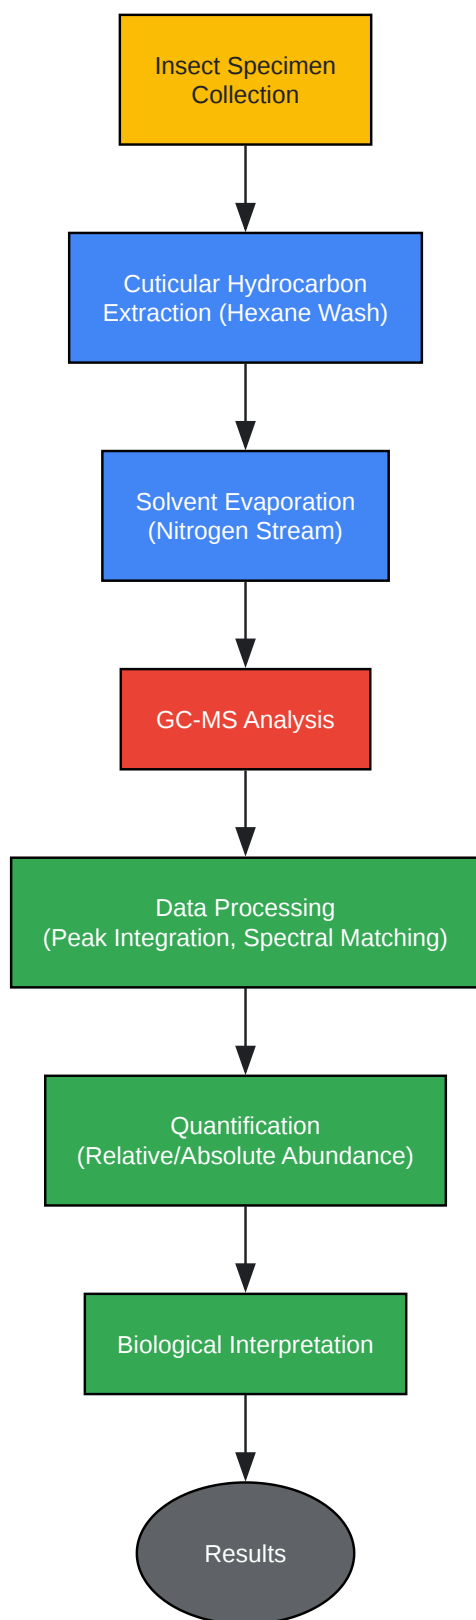 Insect Specimen
Collection
Cuticular Hydrocarbon
Extraction (Hexane Wash)
Solvent Evaporation
(Nitrogen Stream)
GC-MS Analysis
Data Processing
(Peak Integration, Spectral Matching)
Quantification
(Relative/Absolute Abundance)
Biological Interpretation
Results